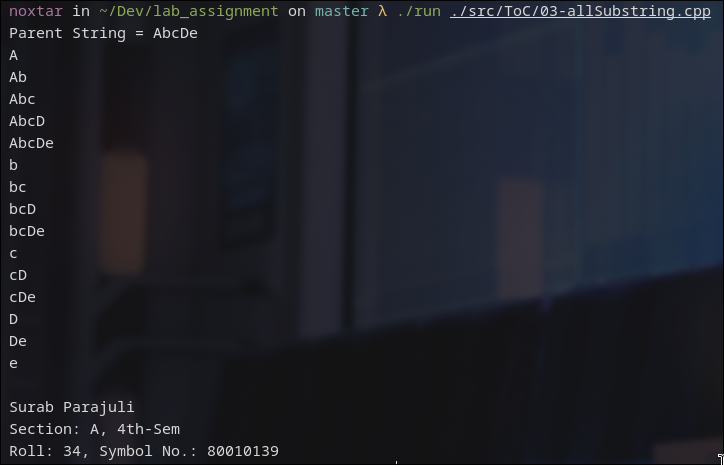 noxtar in ~/Dev/lab_assignment on master λ ./run ./src/ToC/03-allSubstring.cpp
Parent String = AbcDe
A
Ab
Abc
AbcD
AbcDe
b
bc
bcD
bcDe
c
cD
cDe
D
De
e
Surab Parajuli
Section: A, 4th-Sem
Roll: 34, Symbol No.: 80010139